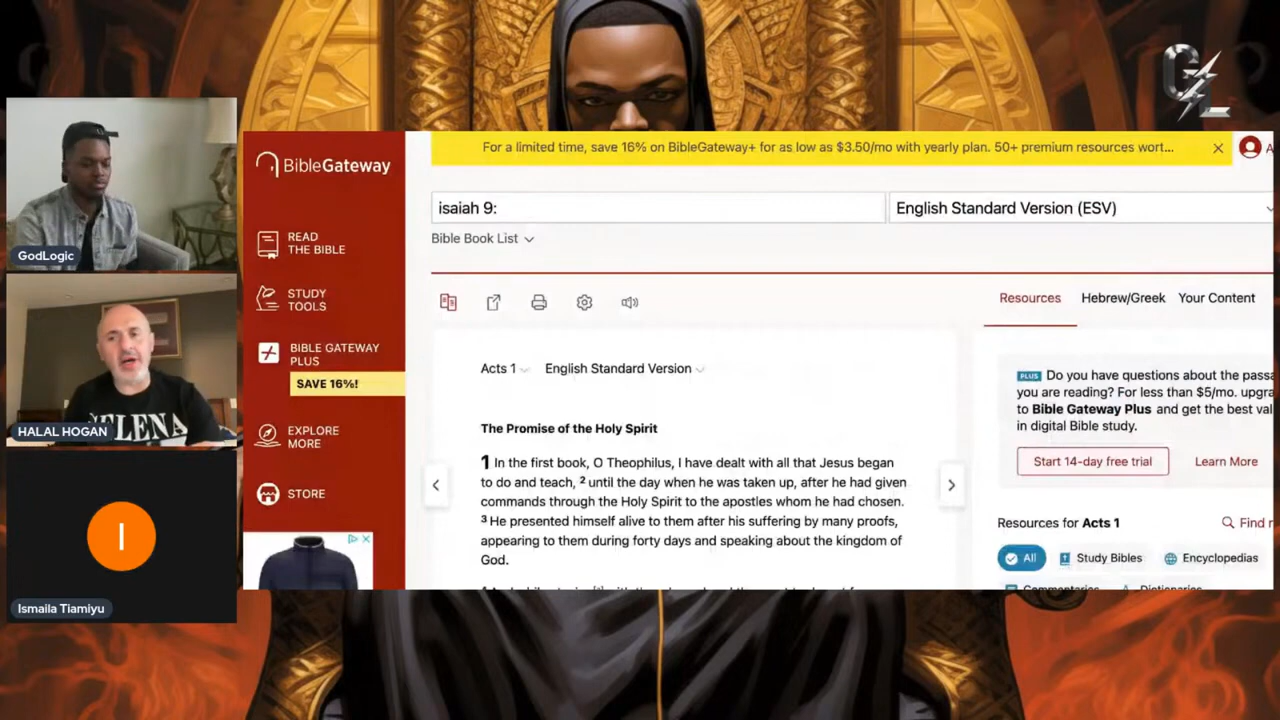 GL
GodLogic
HALAL HOGAN
Ismaila Tiamiyu
BibleGateway
READ
THE BIBLE
STUDY
TOOLS
BIBLE GATEWAY
PLUS
SAVE 16%!
EXPLORE
MORE
STORE
For a limited time, save 16% on BibleGateway+ for as low as $3.50/mo with yearly plan. 50+ premium resources wort...
isaiah 9:
English Standard Version (ESV)
Bible Book List
Resources
Hebrew/Greek
Your Content
Acts 1
English Standard Version
The Promise of the Holy Spirit
1 In the first book, O Theophilus, I have dealt with all that Jesus began
to do and teach, 2 until the day when he was taken up, after he had given
commands through the Holy Spirit to the apostles whom he had chosen.
3 He presented himself alive to them after his suffering by many proofs,
appearing to them during forty days and speaking about the kingdom of
God.
PLUS Do you have questions about the passa
you are reading? For less than $5/mo. upgra
to Bible Gateway Plus and get the best val
in digital Bible study.
Start 14-day free trial
Learn More
Resources for Acts 1
Find
All
Study Bibles
Encyclopedias
Commentaries
Dictionaries